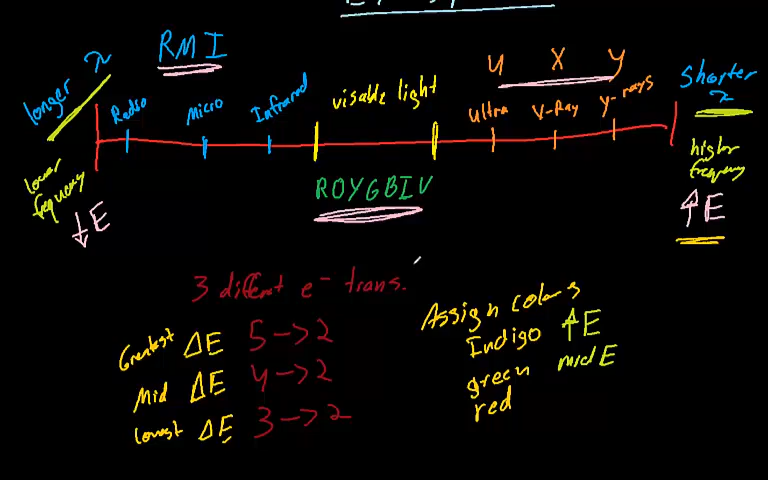 RMI
U X Y
longer λ
Radio
Micro
Infrared
visable light
Ultra
V-Ray
γ-rays
Shorter
λ
lower
frequency
↓E
ROYGBIV
higher
frequency
↑E
3 different e- trans.
Greatest ΔE 5 -> 2
Mid ΔE 4 -> 2
Lowest ΔE 3 -> 2
Assign colors
Indigo ↑E
green mid E
red